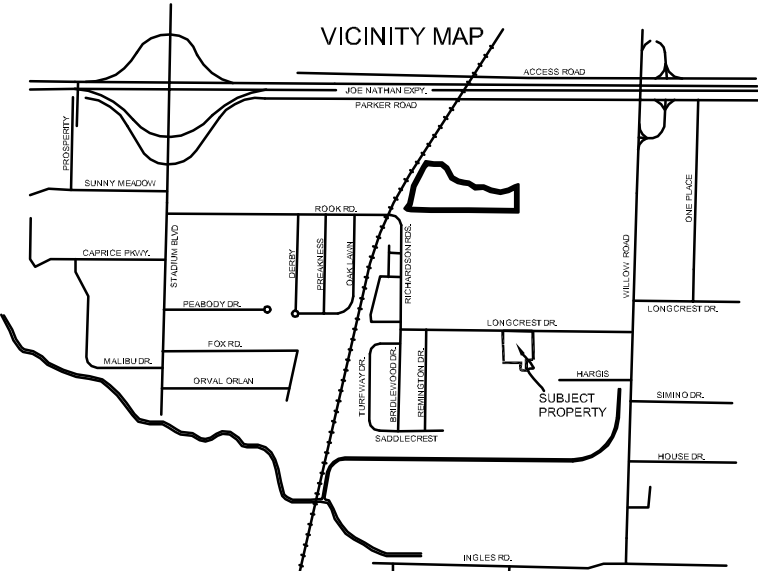 VICINITY MAP
ACCESS ROAD
JOE NATHAN EXPY.
PARKER ROAD
PROSPERITY
SUNNY MEADOW
ONE PLACE
ROOK RD.
STADIUM BLVD
CAPRICE PKWY.
DERBY
PREAKNESS
OAK LAWN
RICHARDSON RDS.
WILLOW ROAD
PEABODY DR.
LONGCREST DR.
LONGCREST DR.
FOX RD.
MALIBU DR.
ORVAL ORLAN
TURFWAY DR.
BRIDLEWOOD DR.
REMINGTON DR.
HARGIS
SUBJECT
PROPERTY
SIMINO DR.
SADDLECREST
HOUSE DR.
INGLES RD.